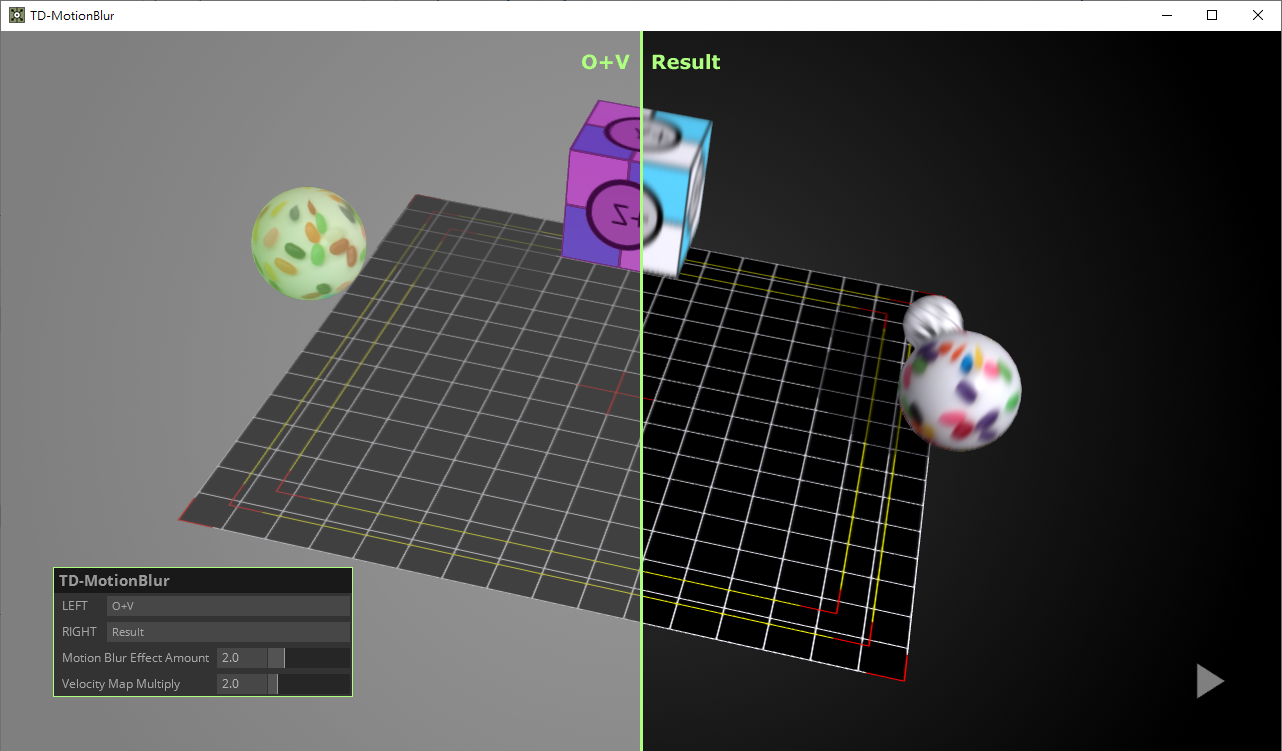 TD-MotionBlur
O+V
Result
TD-MotionBlur
LEFT O+V
RIGHT Result
Motion Blur Effect Amount 2.0
Velocity Map Multiply 2.0